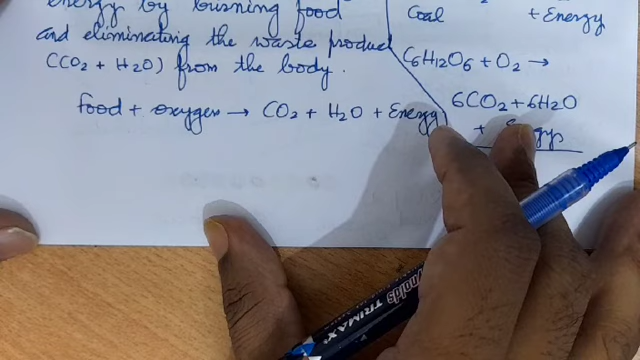 energy by burning food
and eliminating the waste product
(CO2 + H2O) from the body.
food + oxygen → CO2 + H2O + Energy
Coal
+ Energy
C6H12O6 + O2 →
6CO2 + 6H2O
+
TRIMAX